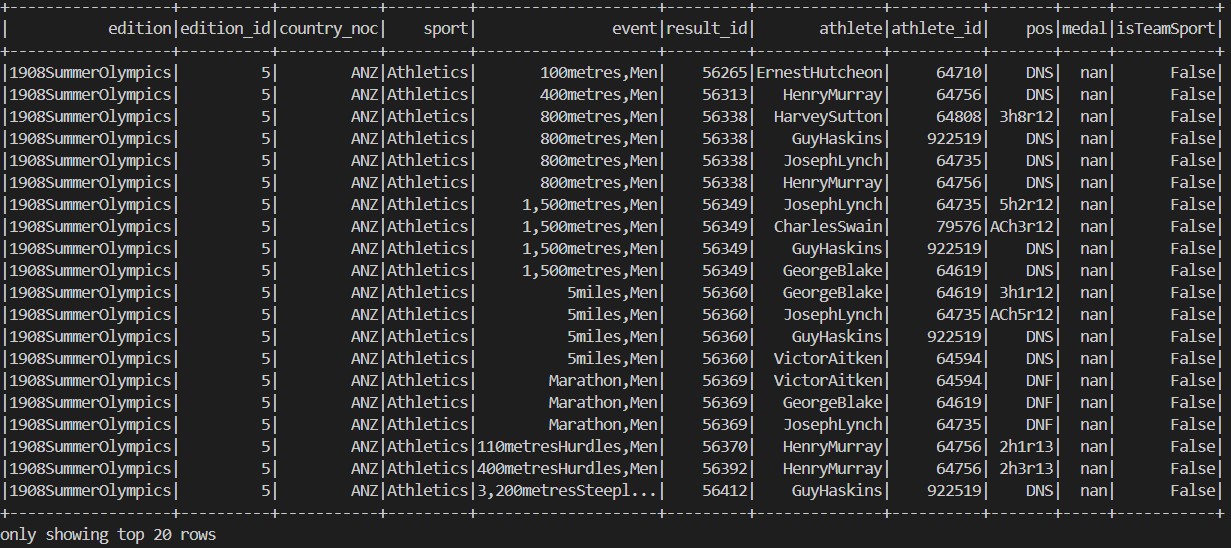 +-----------------+----------+-----------+---------+-------------------+---------+--------------+----------+-------+-----+-----------+
|          edition|edition_id|country_noc|    sport|              event|result_id|       athlete|athlete_id|    pos|medal|isTeamSport|
+-----------------+----------+-----------+---------+-------------------+---------+--------------+----------+-------+-----+-----------+
|1908SummerOlympics|         5|        ANZ|Athletics|      100metres,Men|    56265|ErnestHutcheon|     64710|    DNS|  nan|      False|
|1908SummerOlympics|         5|        ANZ|Athletics|      400metres,Men|    56313|   HenryMurray|     64756|    DNS|  nan|      False|
|1908SummerOlympics|         5|        ANZ|Athletics|      800metres,Men|    56338|  HarveySutton|     64808| 3h8r12|  nan|      False|
|1908SummerOlympics|         5|        ANZ|Athletics|      800metres,Men|    56338|    GuyHaskins|    922519|    DNS|  nan|      False|
|1908SummerOlympics|         5|        ANZ|Athletics|      800metres,Men|    56338|   JosephLynch|     64735|    DNS|  nan|      False|
|1908SummerOlympics|         5|        ANZ|Athletics|      800metres,Men|    56338|   HenryMurray|     64756|    DNS|  nan|      False|
|1908SummerOlympics|         5|        ANZ|Athletics|    1,500metres,Men|    56349|   JosephLynch|     64735| 5h2r12|  nan|      False|
|1908SummerOlympics|         5|        ANZ|Athletics|    1,500metres,Men|    56349|  CharlesSwain|     79576|ACh3r12|  nan|      False|
|1908SummerOlympics|         5|        ANZ|Athletics|    1,500metres,Men|    56349|    GuyHaskins|    922519|    DNS|  nan|      False|
|1908SummerOlympics|         5|        ANZ|Athletics|    1,500metres,Men|    56349|   GeorgeBlake|     64619|    DNS|  nan|      False|
|1908SummerOlympics|         5|        ANZ|Athletics|         5miles,Men|    56360|   GeorgeBlake|     64619| 3h1r12|  nan|      False|
|1908SummerOlympics|         5|        ANZ|Athletics|         5miles,Men|    56360|   JosephLynch|     64735|ACh5r12|  nan|      False|
|1908SummerOlympics|         5|        ANZ|Athletics|         5miles,Men|    56360|    GuyHaskins|    922519|    DNS|  nan|      False|
|1908SummerOlympics|         5|        ANZ|Athletics|         5miles,Men|    56360|  VictorAitken|     64594|    DNS|  nan|      False|
|1908SummerOlympics|         5|        ANZ|Athletics|       Marathon,Men|    56369|  VictorAitken|     64594|    DNF|  nan|      False|
|1908SummerOlympics|         5|        ANZ|Athletics|       Marathon,Men|    56369|   GeorgeBlake|     64619|    DNF|  nan|      False|
|1908SummerOlympics|         5|        ANZ|Athletics|       Marathon,Men|    56369|   JosephLynch|     64735|    DNF|  nan|      False|
|1908SummerOlympics|         5|        ANZ|Athletics|110metresHurdles,Men|    56370|   HenryMurray|     64756| 2h1r13|  nan|      False|
|1908SummerOlympics|         5|        ANZ|Athletics|400metresHurdles,Men|    56392|   HenryMurray|     64756| 2h3r13|  nan|      False|
|1908SummerOlympics|         5|        ANZ|Athletics|3,200metresSteepl...|    56412|    GuyHaskins|    922519|    DNS|  nan|      False|
+-----------------+----------+-----------+---------+-------------------+---------+--------------+----------+-------+-----+-----------+
only showing top 20 rows